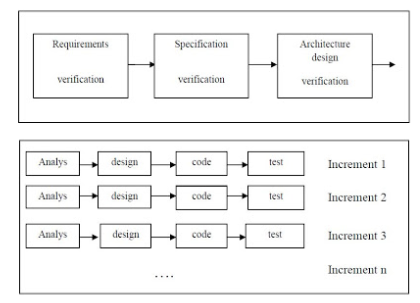 Requirements
verification
Specification
verification
Architecture
design
verification
Analys design code test Increment 1
Analys design code test Increment 2
Analys design code test Increment 3
.... Increment n